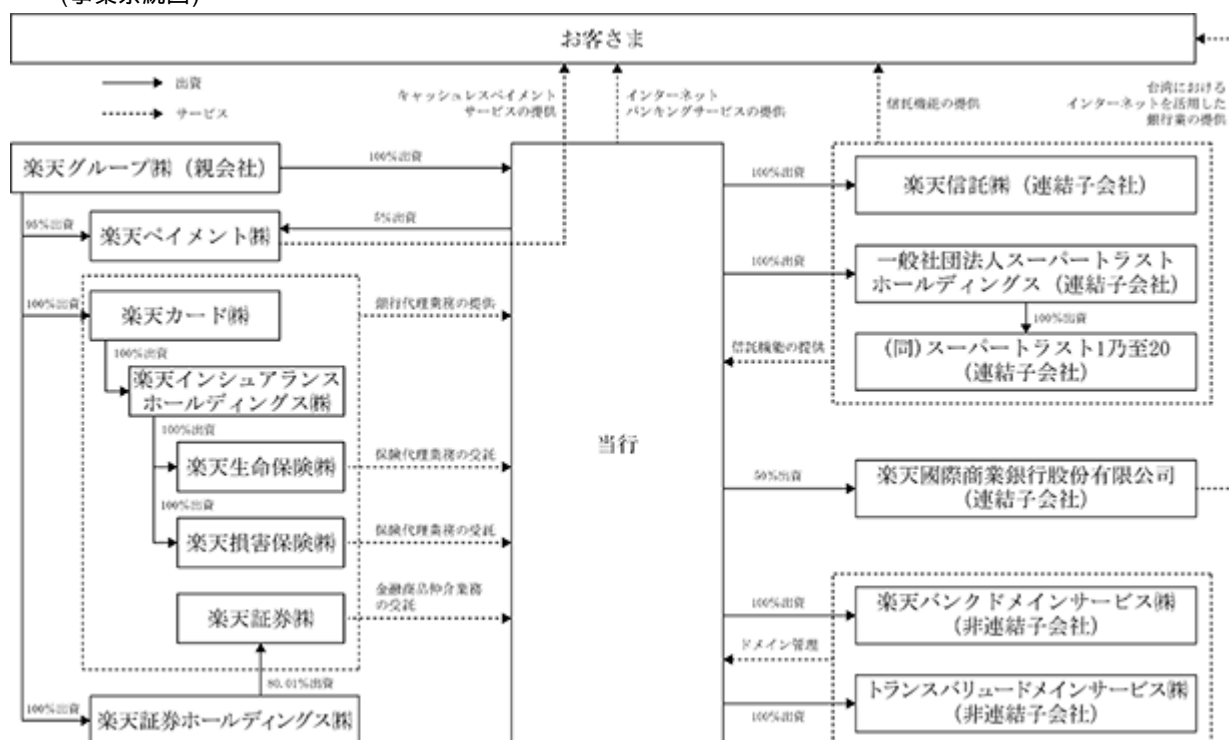 (事業系統図)
お客さま
出資
サービス
キャッシュレスペイメント
サービスの提供
インターネット
バンキングサービスの提供
信託機能の提供
台湾における
インターネットを活用した
銀行業の提供
楽天グループ㈱（親会社）
100%出資
95%出資
楽天ペイメント㈱
5%出資
100%出資
楽天カード㈱
銀行代理業務の提供
100%出資
楽天インシュアランス
ホールディングス㈱
100%出資
楽天生命保険㈱
保険代理業務の受託
100%出資
楽天損害保険㈱
保険代理業務の受託
楽天証券㈱
金融商品仲介業務
の受託
80.01%出資
100%出資
楽天証券ホールディングス㈱
当行
100%出資
楽天信託㈱（連結子会社）
100%出資
一般社団法人スーパートラスト
ホールディングス（連結子会社）
100%出資
信託機能の提供
(同)スーパートラスト1乃至20
(連結子会社)
50%出資
楽天國際商業銀行股份有限公司
(連結子会社)
100%出資
楽天バンクドメインサービス㈱
(非連結子会社)
ドメイン管理
100%出資
トランスバリュードメインサービス㈱
(非連結子会社)